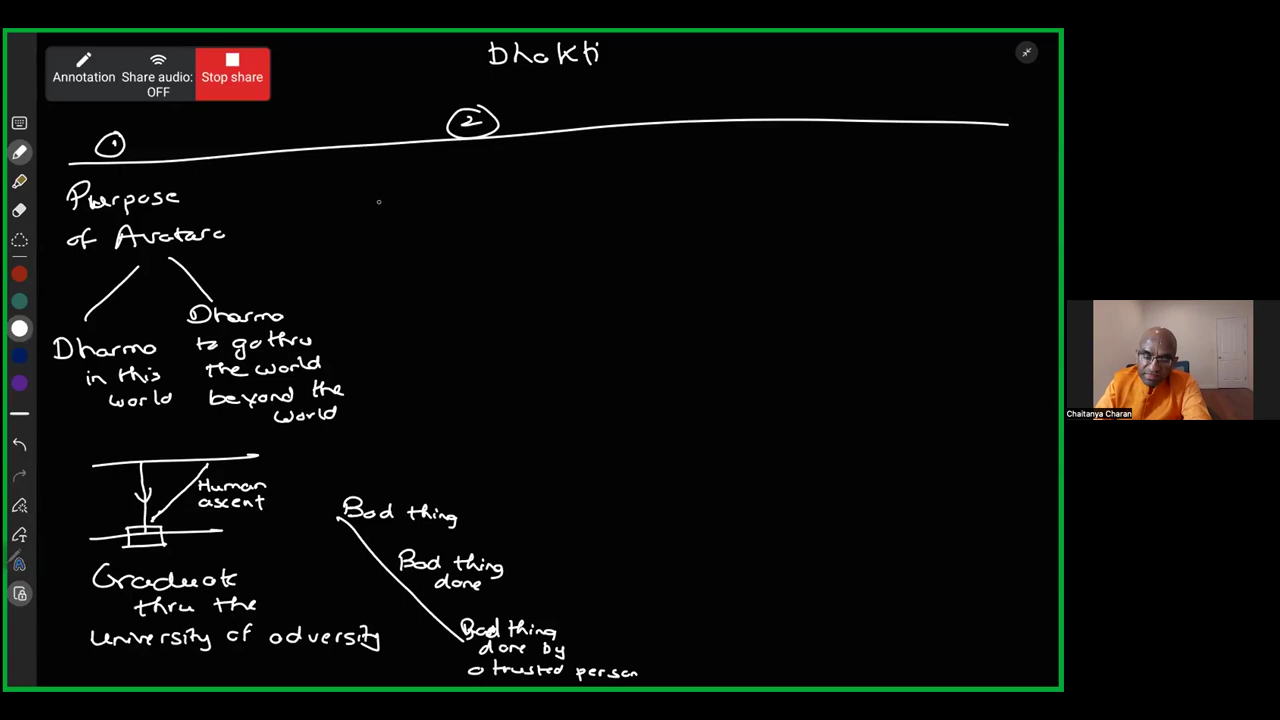 Bhakti
Annotation
Share audio:
OFF
Stop share
1
2
Purpose
of Avatara
Dharma
in this
world
Dharma
to go thru
the world
beyond the
world
Human
ascent
Graduate
thru the
university of adversity
Bad thing
Bad thing
done
Bad thing
done by
a trusted person
Chaitanya Charan